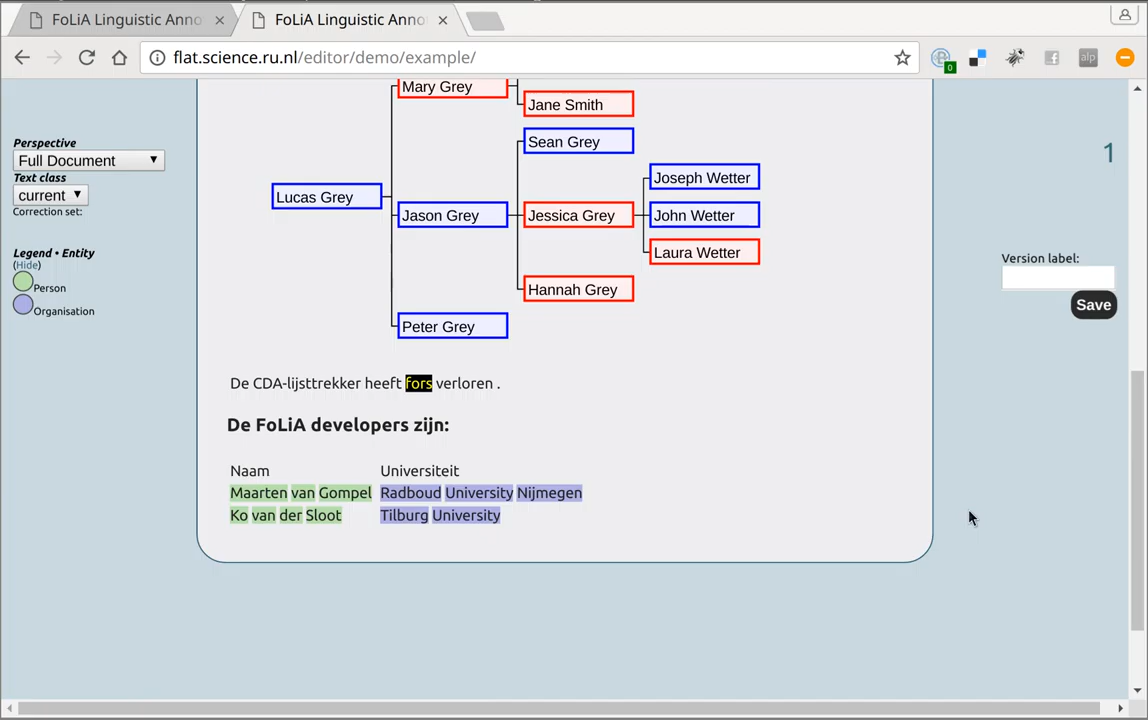 FoLiA Linguistic Anno
FoLiA Linguistic Anno
flat.science.ru.nl/editor/demo/example/
0
alp
Perspective
Full Document
Text class
current
Correction set:
Legend • Entity
(Hide)
Person
Organisation
Mary Grey
Jane Smith
Sean Grey
Joseph Wetter
Lucas Grey
Jason Grey
Jessica Grey
John Wetter
Laura Wetter
Hannah Grey
Peter Grey
De CDA-lijsttrekker heeft fors verloren .
De FoLiA developers zijn:
Naam Universiteit
Maarten van Gompel Radboud University Nijmegen
Ko van der Sloot Tilburg University
1
Version label:
Save